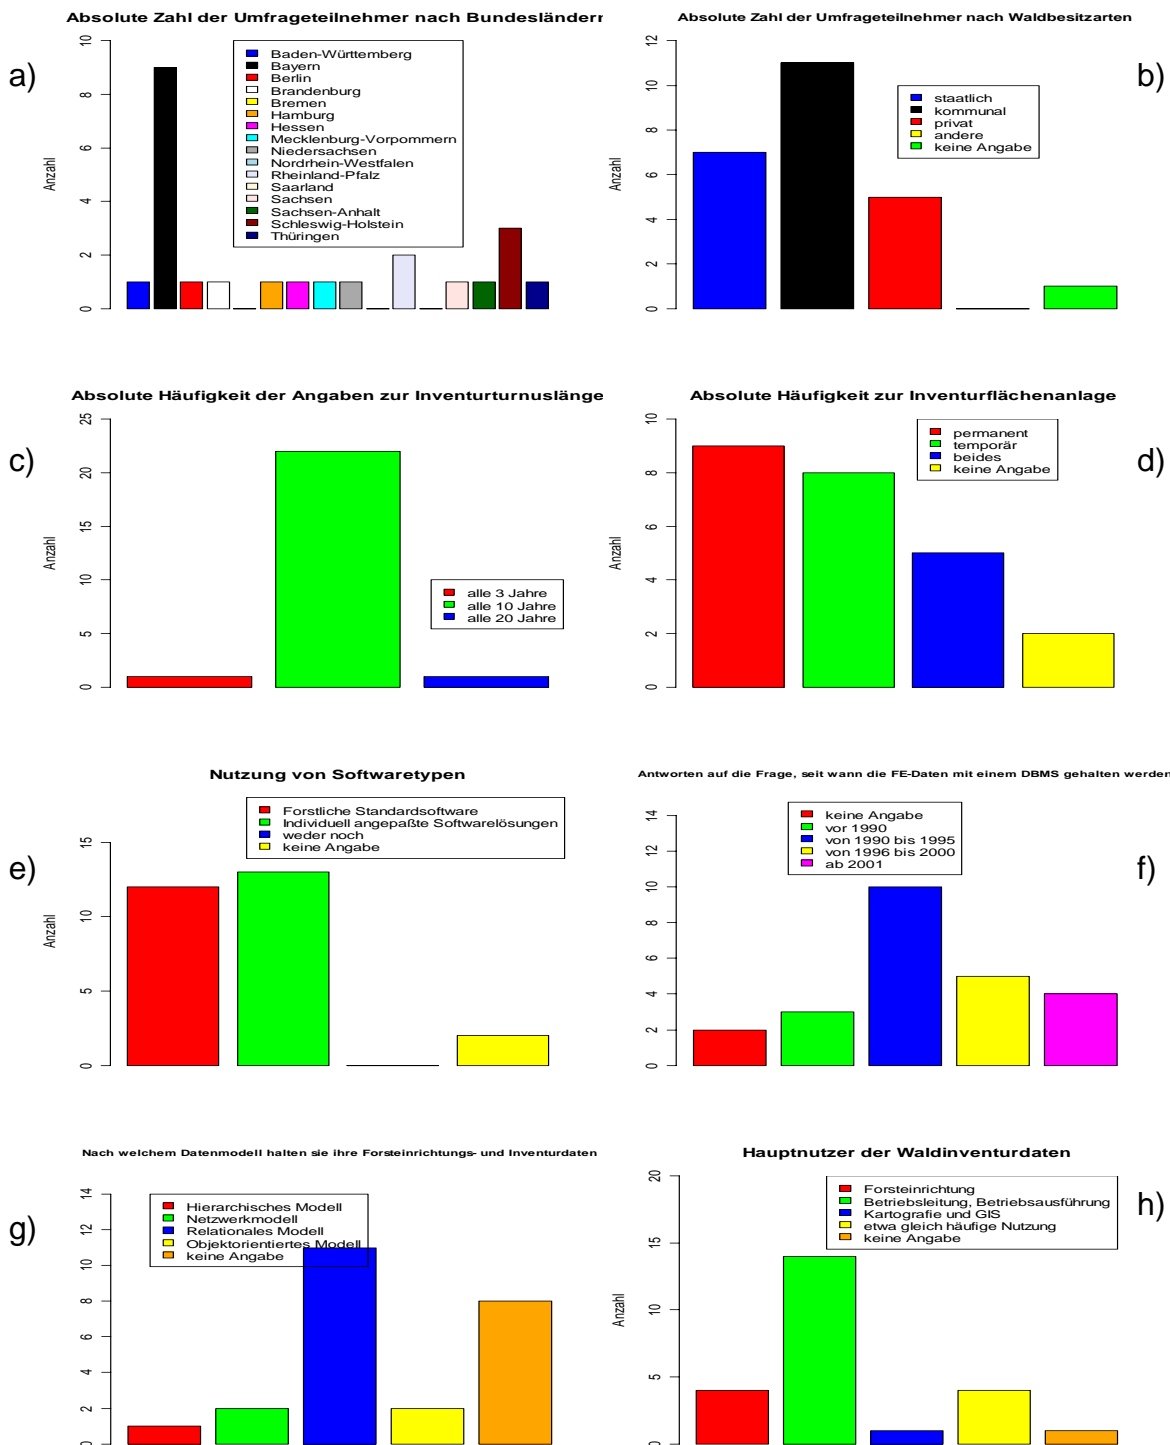 a)
Absolute Zahl der Umfrageteilnehmer nach Bundesländerr
Anzahl
0
2
4
6
8
10
Baden-Württemberg
Bayern
Berlin
Brandenburg
Bremen
Hamburg
Hessen
Mecklenburg-Vorpommern
Niedersachsen
Nordrhein-Westfalen
Rheinland-Pfalz
Saarland
Sachsen
Sachsen-Anhalt
Schleswig-Holstein
Thüringen
Absolute Zahl der Umfrageteilnehmer nach Waldbesitzarten
b)
Anzahl
0
2
4
6
8
10
12
staatlich
kommunal
privat
andere
keine Angabe
c)
Absolute Häufigkeit der Angaben zur Inventurturnuslänge
Anzahl
0
5
10
15
20
25
alle 3 Jahre
alle 10 Jahre
alle 20 Jahre
Absolute Häufigkeit zur Inventurflächenanlage
d)
Anzahl
0
2
4
6
8
10
permanent
temporär
beides
keine Angabe
e)
Nutzung von Softwaretypen
Anzahl
0
5
10
15
Forstliche Standardsoftware
Individuell angepaßte Softwarelösungen
weder noch
keine Angabe
Antworten auf die Frage, seit wann die FE-Daten mit einem DBMS gehalten werden
f)
0
2
4
6
8
10
12
14
keine Angabe
vor 1990
von 1990 bis 1995
von 1996 bis 2000
ab 2001
g)
Nach welchem Datenmodell halten sie ihre Forsteinrichtungs- und Inventurdaten
0
2
4
6
8
10
12
14
Hierarchisches Modell
Netzwerkmodell
Relationales Modell
Objektorientiertes Modell
keine Angabe
Hauptnutzer der Waldinventurdaten
h)
Anzahl
0
5
10
15
20
Forsteinrichtung
Betriebsleitung, Betriebsausführung
Kartografie und GIS
etwa gleich häufige Nutzung
keine Angabe